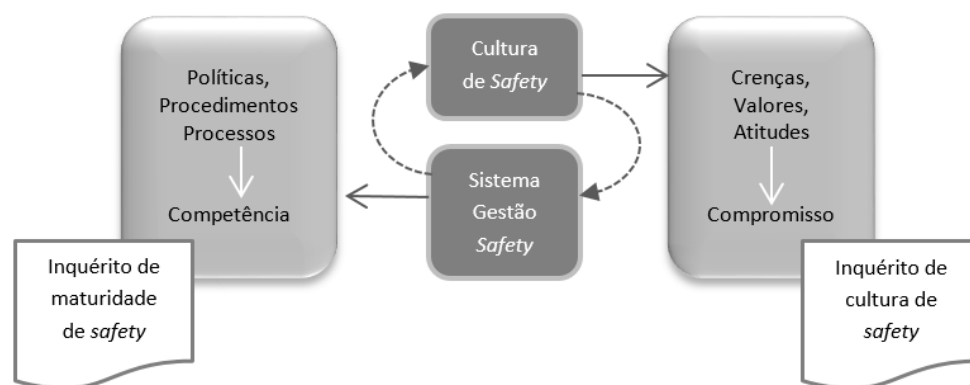 Políticas,
Procedimentos
Processos
Competência
Inquérito de
maturidade
de safety
Cultura
de Safety
Sistema
Gestão
Safety
Crenças,
Valores,
Atitudes
Compromisso
Inquérito de
cultura de
safety